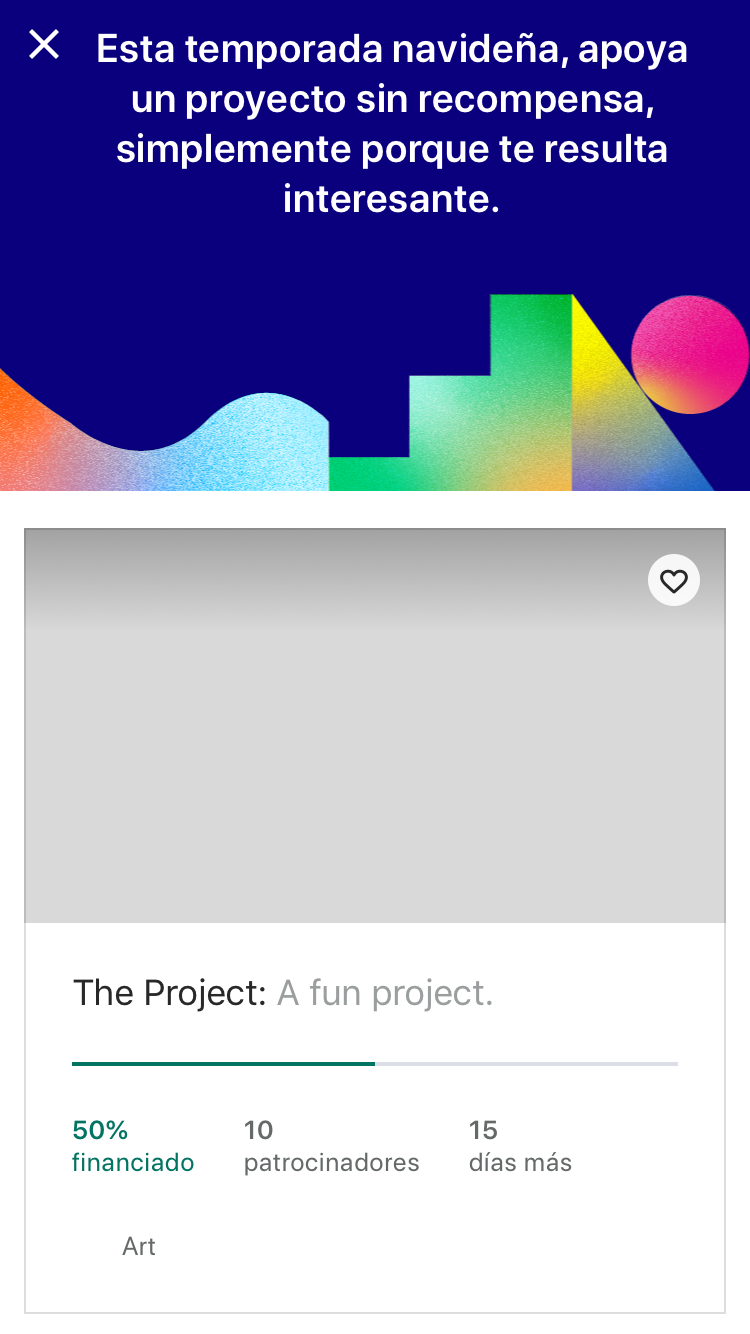 Esta temporada navideña, apoya
un proyecto sin recompensa,
simplemente porque te resulta
interesante.
The Project: A fun project.
50%
financiado
10
patrocinadores
15
días más
Art